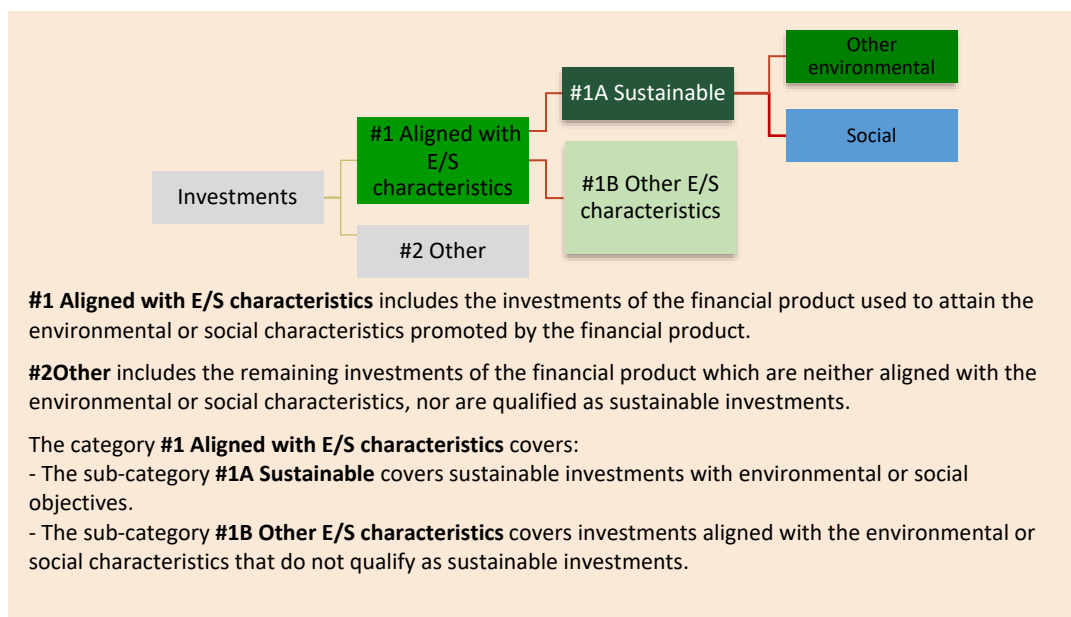 Other
environmental
#1A Sustainable
#1 Aligned with
E/S
characteristics
Social
#1B Other E/S
characteristics
Investments
#2 Other
#1 Aligned with E/S characteristics includes the investments of the financial product used to attain the
environmental or social characteristics promoted by the financial product.
#2Other includes the remaining investments of the financial product which are neither aligned with the
environmental or social characteristics, nor are qualified as sustainable investments.
The category #1 Aligned with E/S characteristics covers:
- The sub-category #1A Sustainable covers sustainable investments with environmental or social
objectives.
- The sub-category #1B Other E/S characteristics covers investments aligned with the environmental or
social characteristics that do not qualify as sustainable investments.